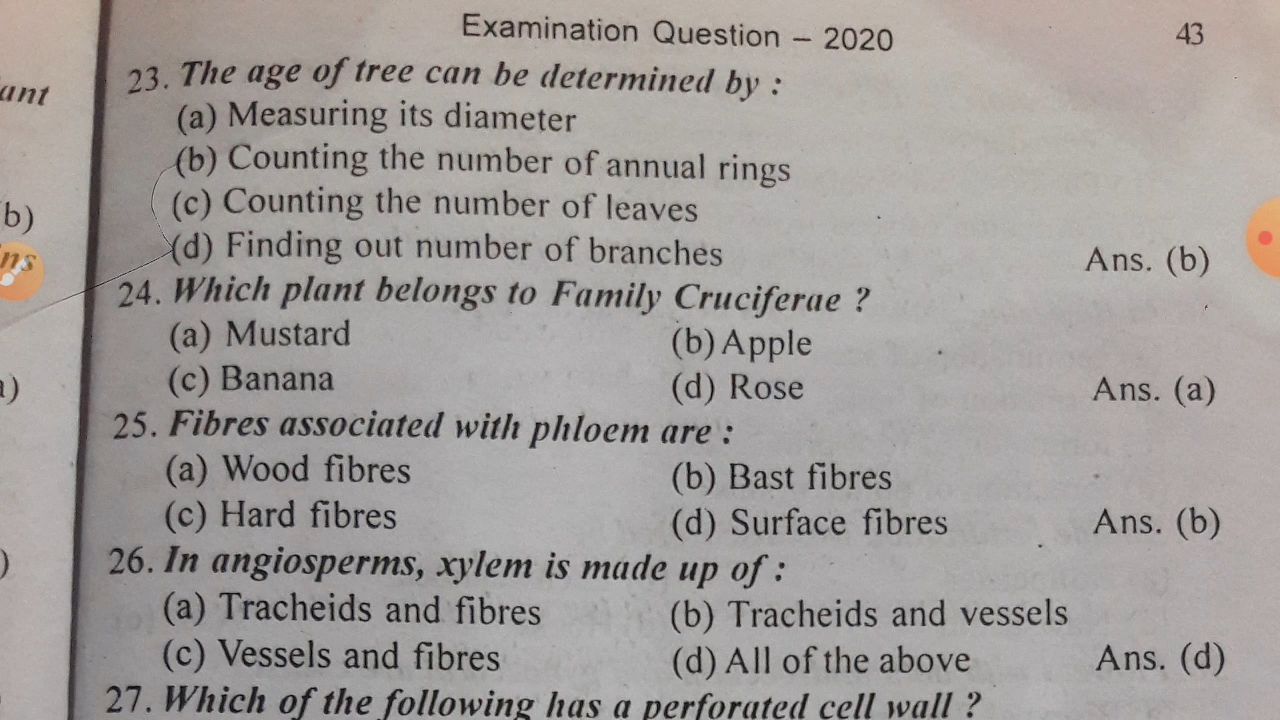 Examination Question – 2020 43
23. The age of tree can be determined by :
(a) Measuring its diameter
(b) Counting the number of annual rings
(c) Counting the number of leaves
(d) Finding out number of branches Ans. (b)
24. Which plant belongs to Family Cruciferae ?
(a) Mustard (b) Apple
(c) Banana (d) Rose Ans. (a)
25. Fibres associated with phloem are :
(a) Wood fibres (b) Bast fibres
(c) Hard fibres (d) Surface fibres Ans. (b)
26. In angiosperms, xylem is made up of :
(a) Tracheids and fibres (b) Tracheids and vessels
(c) Vessels and fibres (d) All of the above Ans. (d)
27. Which of the following has a perforated cell wall ?